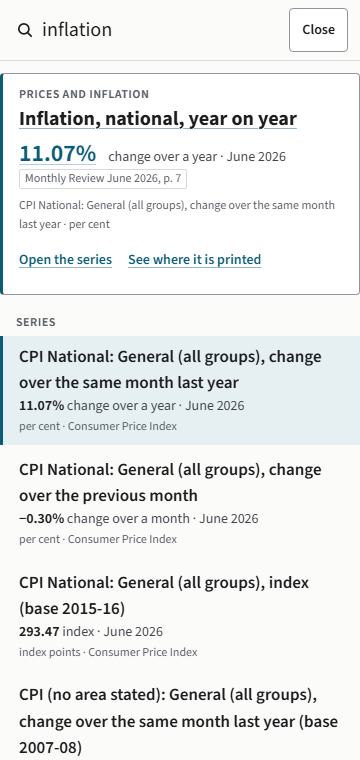 inflation
Close
PRICES AND INFLATION
Inflation, national, year on year
11.07% change over a year · June 2026
Monthly Review June 2026, p. 7
CPI National: General (all groups), change over the same month
last year · per cent
Open the series See where it is printed
SERIES
CPI National: General (all groups), change
over the same month last year
11.07% change over a year · June 2026
per cent · Consumer Price Index
CPI National: General (all groups), change
over the previous month
−0.30% change over a month · June 2026
per cent · Consumer Price Index
CPI National: General (all groups), index
(base 2015-16)
293.47 index · June 2026
index points · Consumer Price Index
CPI (no area stated): General (all groups),
change over the same month last year (base
2007-08)